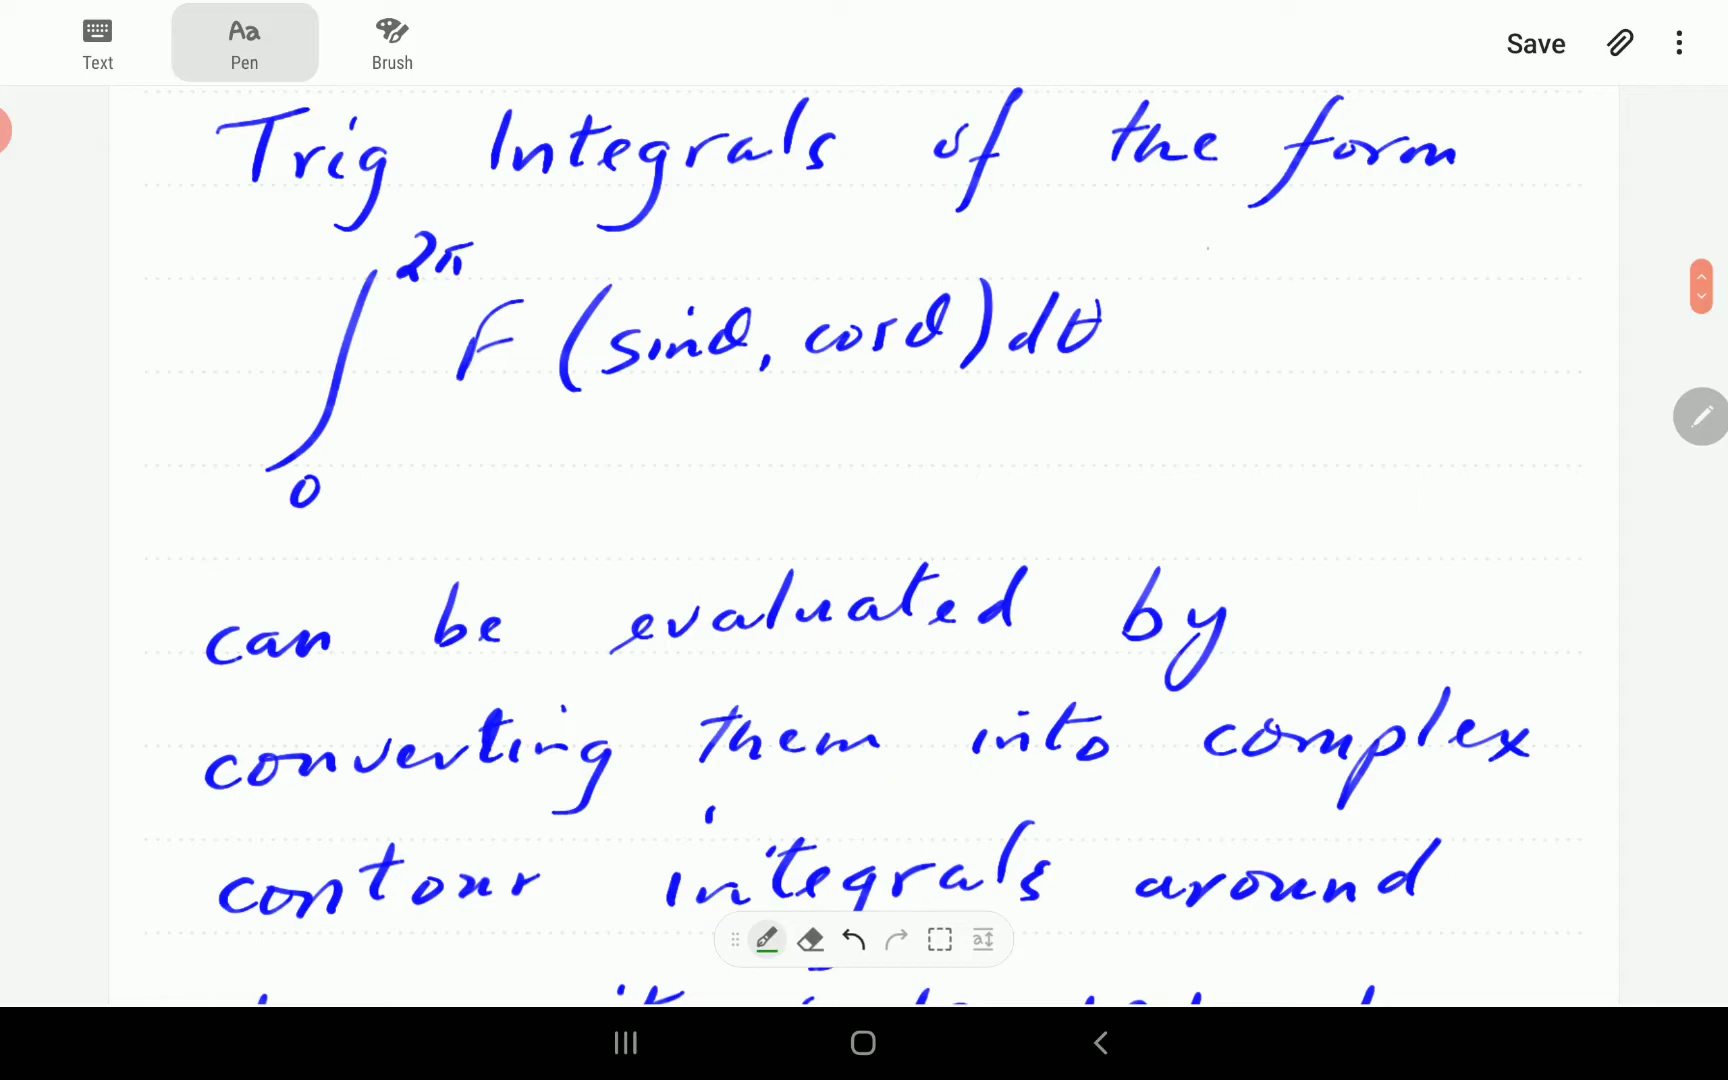 Text
Aa
Pen
Brush
Save
Trig Integrals of the form
∫₀^2π F (sinθ, cosθ) dθ
can be evaluated by
converting them into complex
contour integrals around